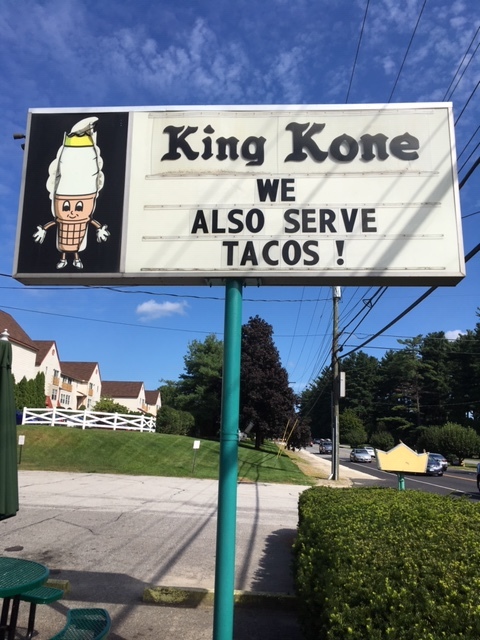 King Kone
WE
ALSO SERVE
TACOS !